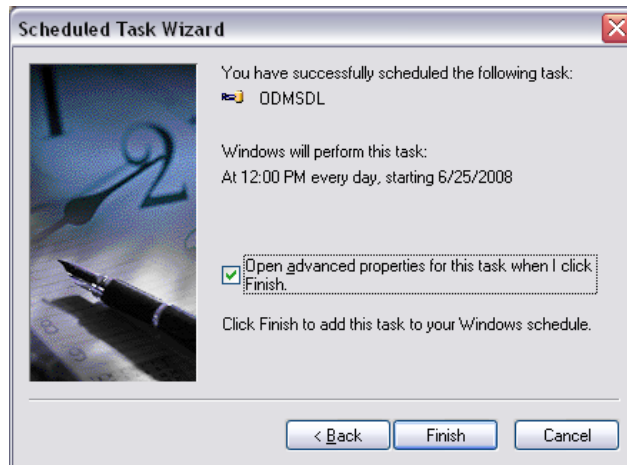 Scheduled Task Wizard
You have successfully scheduled the following task:
ODMSDL
Windows will perform this task:
At 12:00 PM every day, starting 6/25/2008
Open advanced properties for this task when I click
Finish.
Click Finish to add this task to your Windows schedule.
< Back
Finish
Cancel